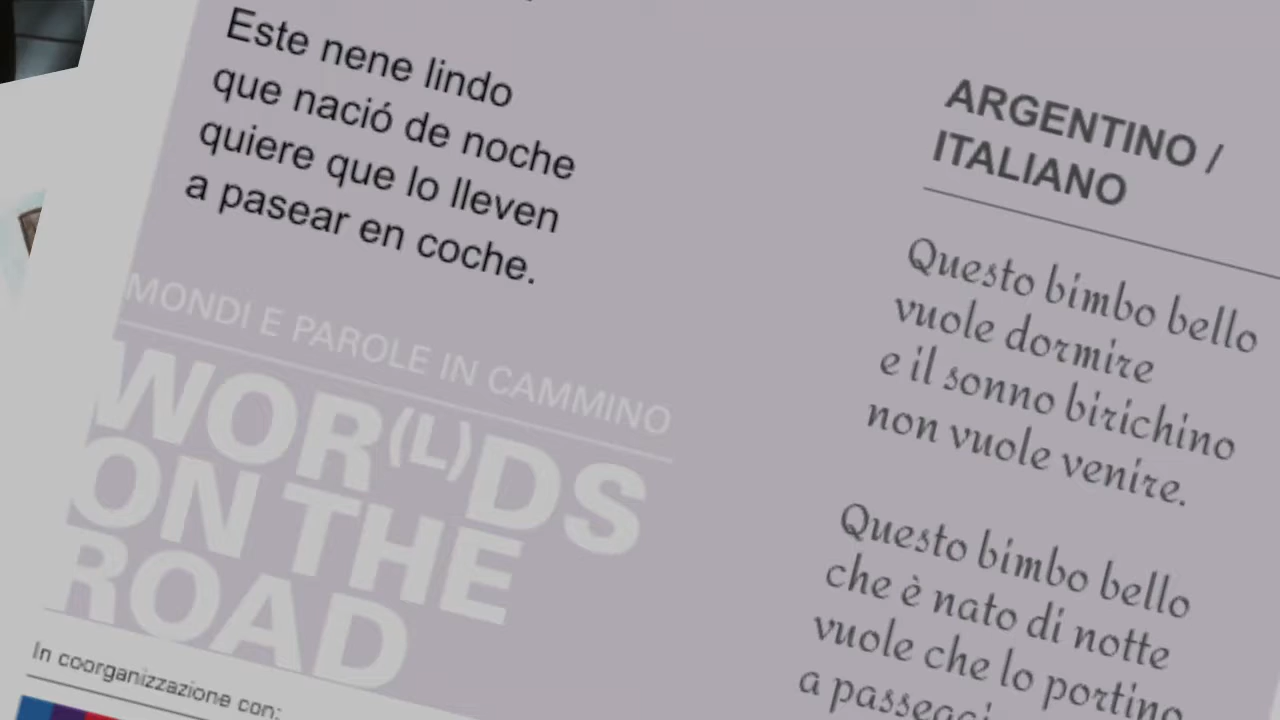 Este nene lindo
que nació de noche
quiere que lo lleven
a pasear en coche.
MONDI E PAROLE IN CAMMINO
WOR(L)DS
ON THE
ROAD
In coorganizzazione con:
ARGENTINO /
ITALIANO
Questo bimbo bello
vuole dormire
e il sonno birichino
non vuole venire.
Questo bimbo bello
che è nato di notte
vuole che lo portino
a